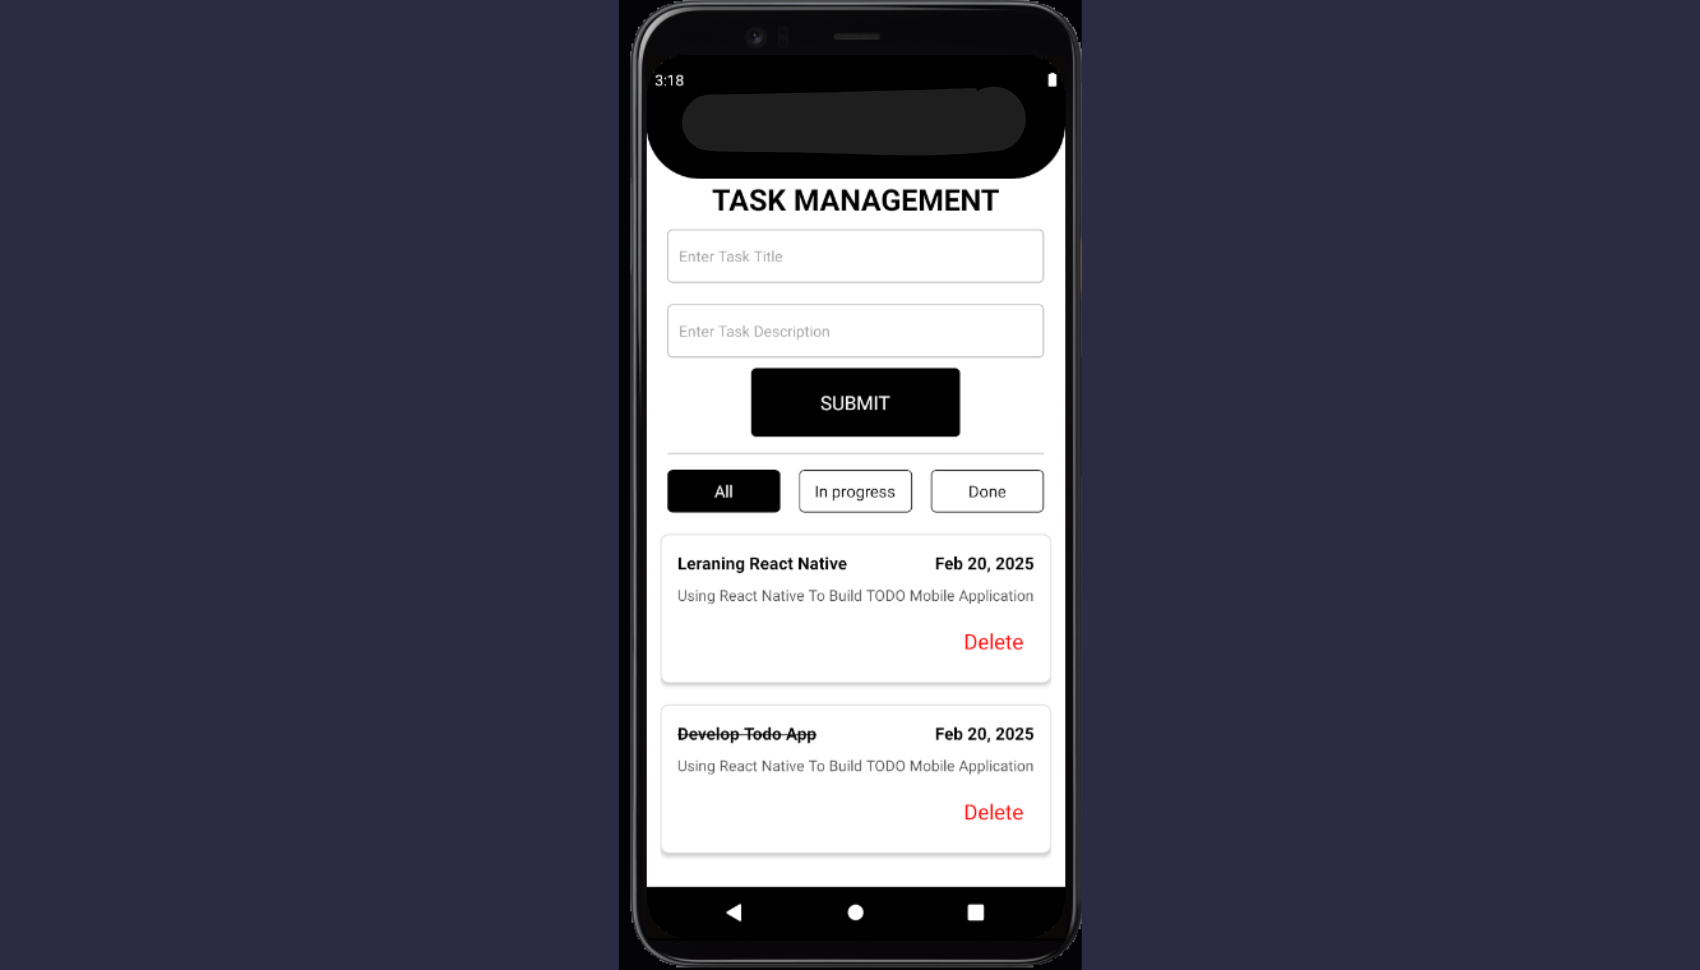 3:18
TASK MANAGEMENT
Enter Task Title
Enter Task Description
SUBMIT
All In progress Done
Leraning React Native Feb 20, 2025
Using React Native To Build TODO Mobile Application
Delete
Develop Todo App Feb 20, 2025
Using React Native To Build TODO Mobile Application
Delete